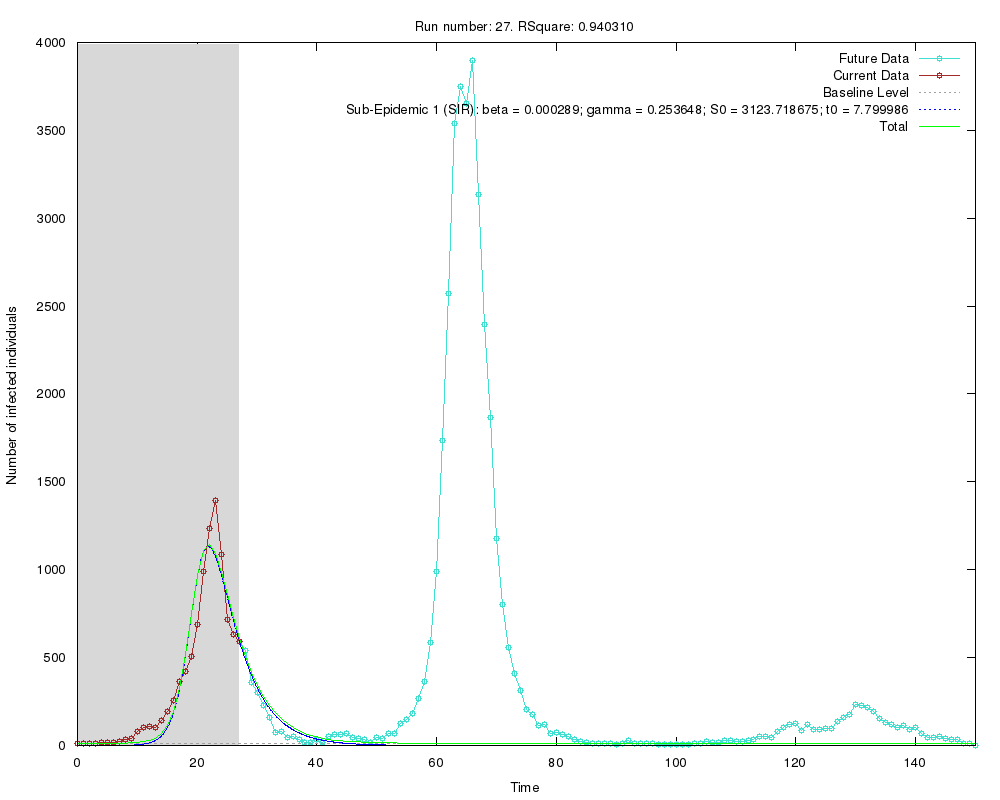 Run number: 27. RSquare: 0.940310
4000
3500
3000
2500
2000
1500
1000
500
0
Number of infected individuals
Future Data
Current Data
Baseline Level
Sub-Epidemic 1 (SIR): beta = 0.000289; gamma = 0.253648; S0 = 3123.718675; t0 = 7.799986
Total
0 20 40 60 80 100 120 140
Time